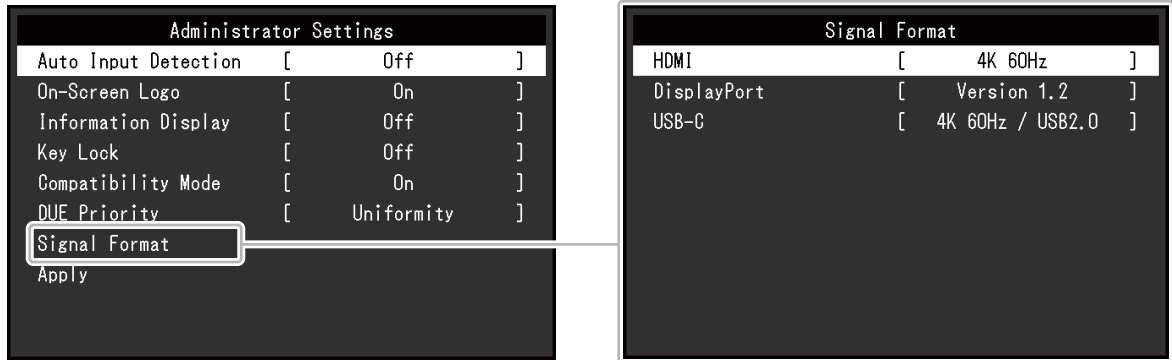 Administrator Settings
Auto Input Detection [ Off ]
On-Screen Logo [ On ]
Information Display [ Off ]
Key Lock [ Off ]
Compatibility Mode [ On ]
DUE Priority [ Uniformity ]
Signal Format
Apply
Signal Format
HDMI [ 4K 60Hz ]
DisplayPort [ Version 1.2 ]
USB-C [ 4K 60Hz / USB2.0 ]